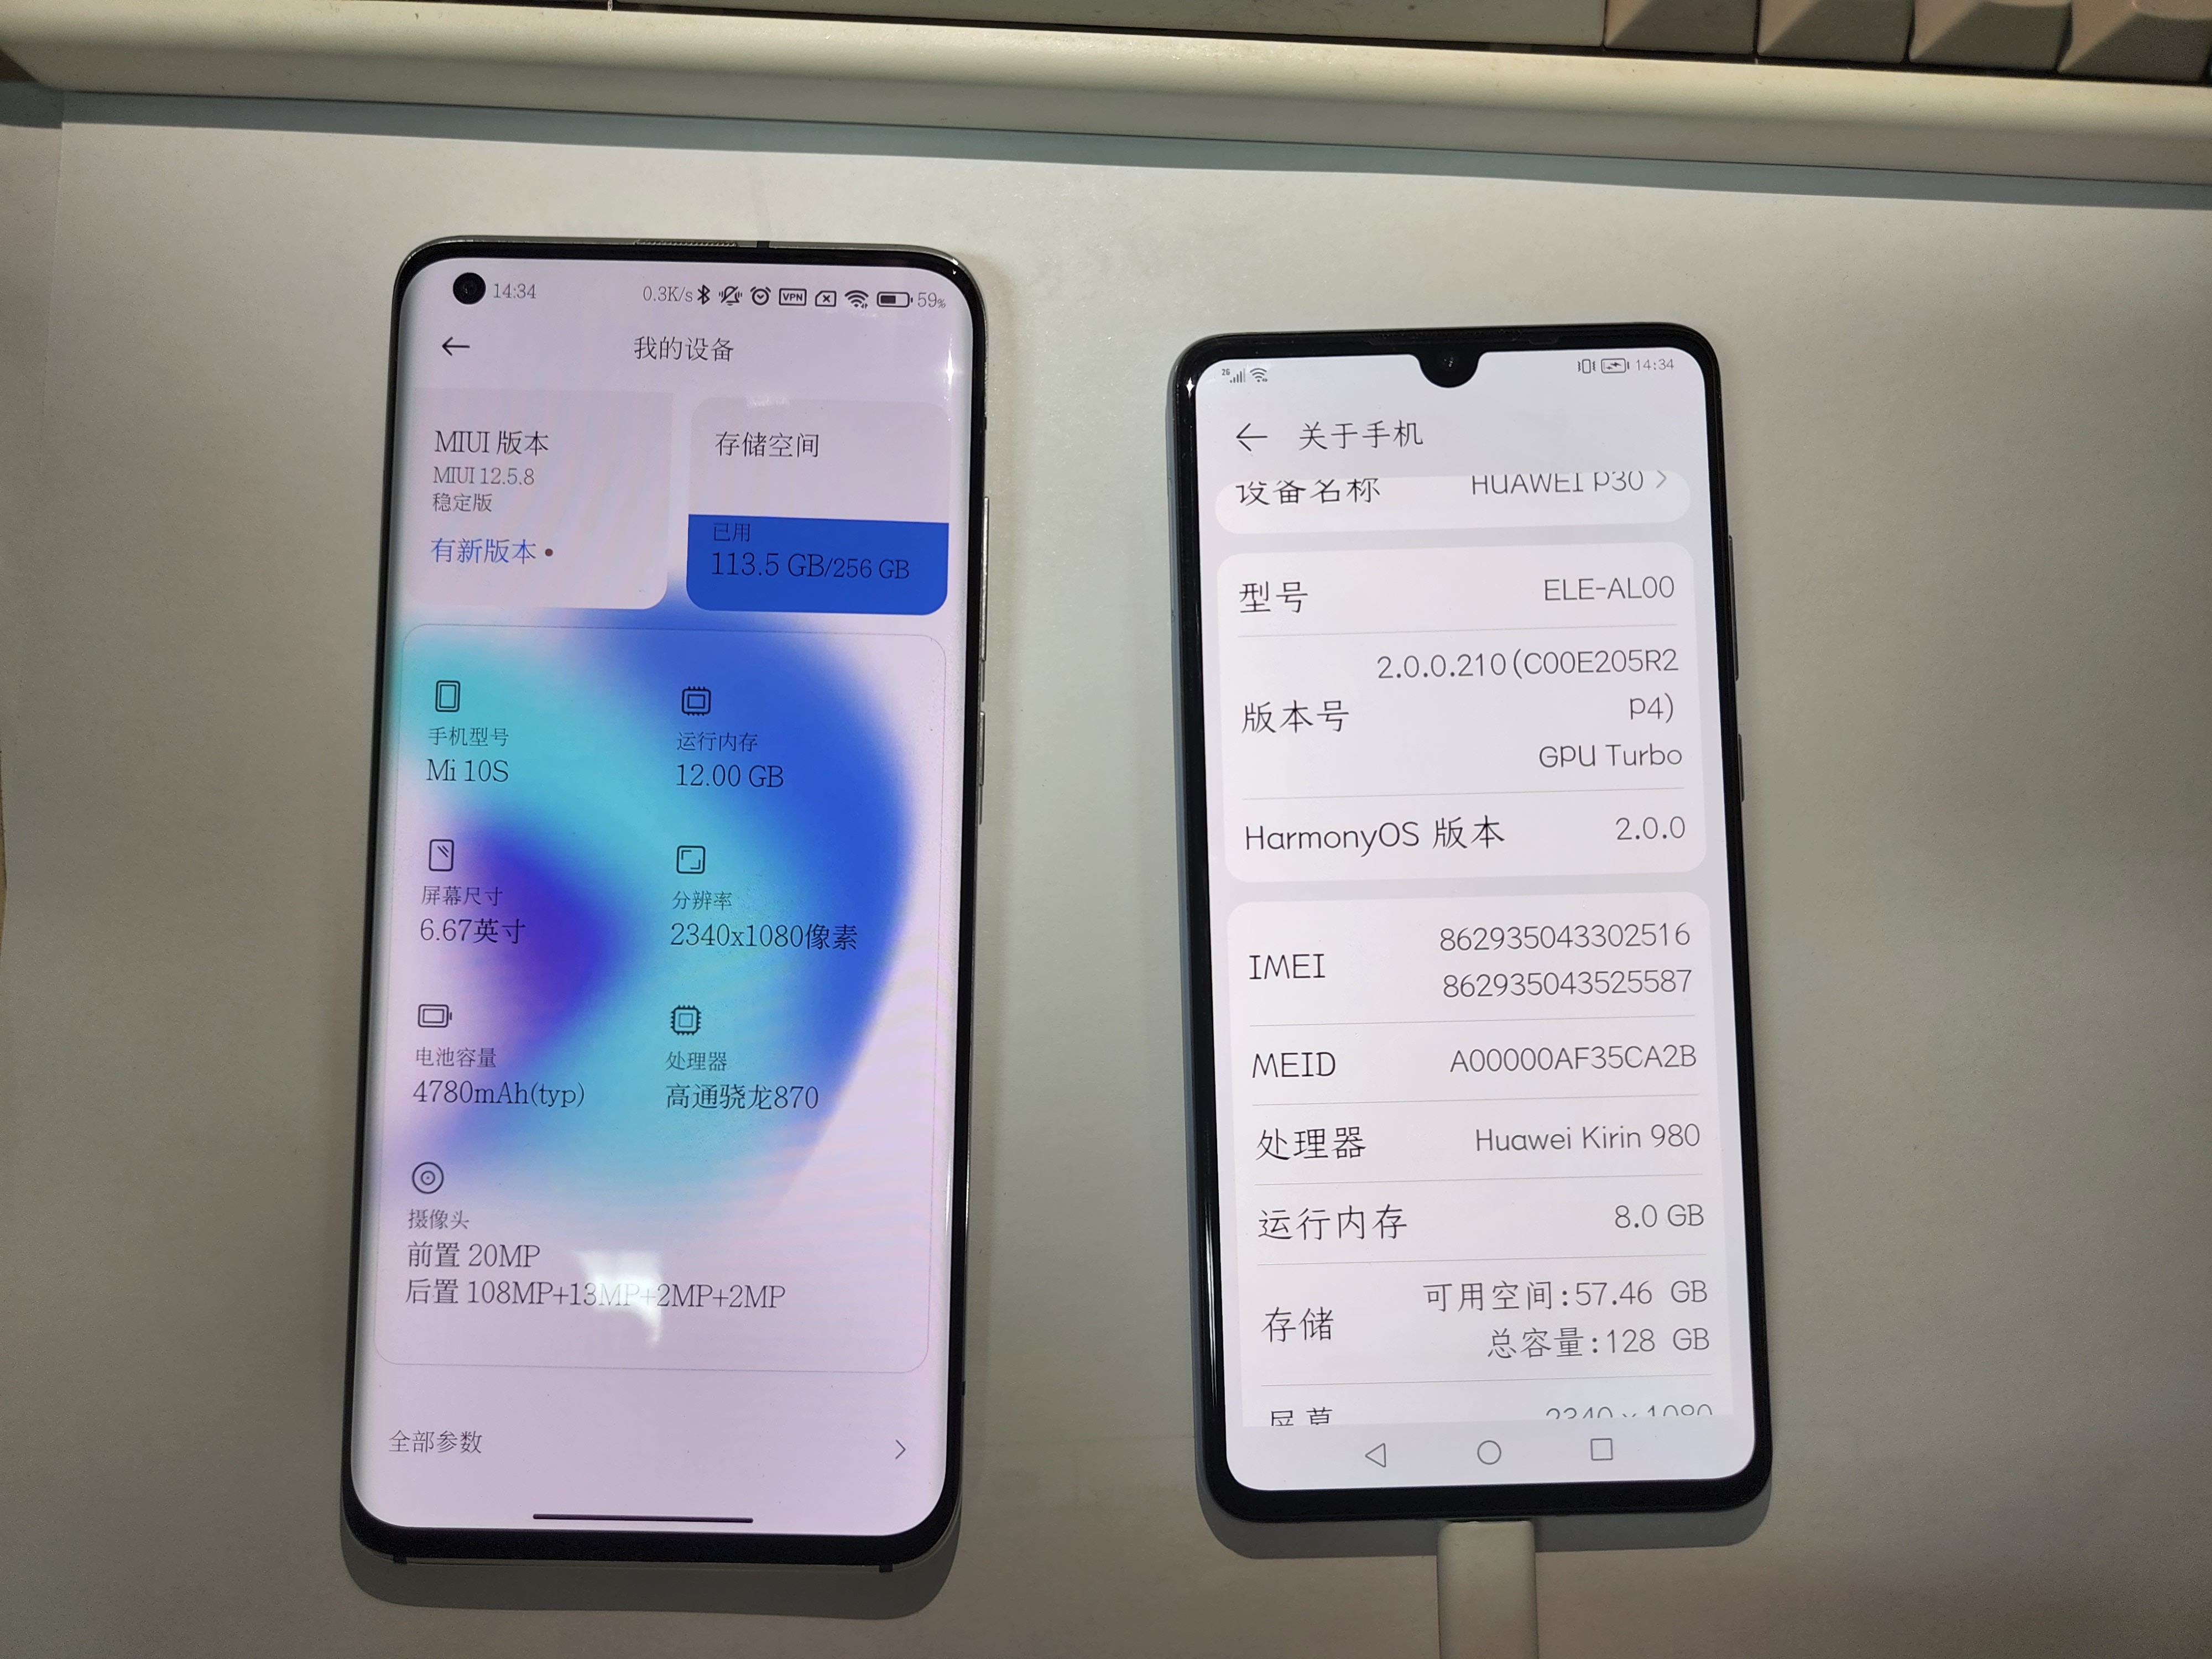 14:34
0.3K/s
VPN
59%
我的设备
MIUI 版本
MIUI 12.5.8
稳定版
有新版本
存储空间
已用
113.5 GB/256 GB
手机型号
Mi 10S
运行内存
12.00 GB
屏幕尺寸
6.67英寸
分辨率
2340x1080像素
电池容量
4780mAh(typ)
处理器
高通骁龙870
摄像头
前置 20MP
后置 108MP+13MP+2MP+2MP
全部参数
2G
14:34
关于手机
设备名称
HUAWEI P30
型号
ELE-AL00
版本号
2.0.0.210(C00E205R2
P4)
GPU Turbo
HarmonyOS 版本
2.0.0
IMEI
862935043302516
862935043525587
MEID
A00000AF35CA2B
处理器
Huawei Kirin 980
运行内存
8.0 GB
存储
可用空间:57.46 GB
总容量:128 GB
屏幕
2340 x 1080